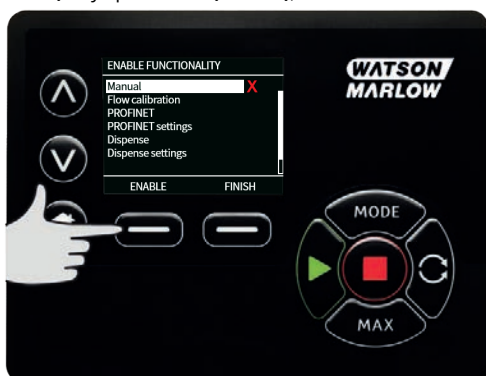 ENABLE FUNCTIONALITY
Manual X
Flow calibration
PROFINET
PROFINET settings
Dispense
Dispense settings
ENABLE FINISH
WATSON
MARLOW
MODE
MAX